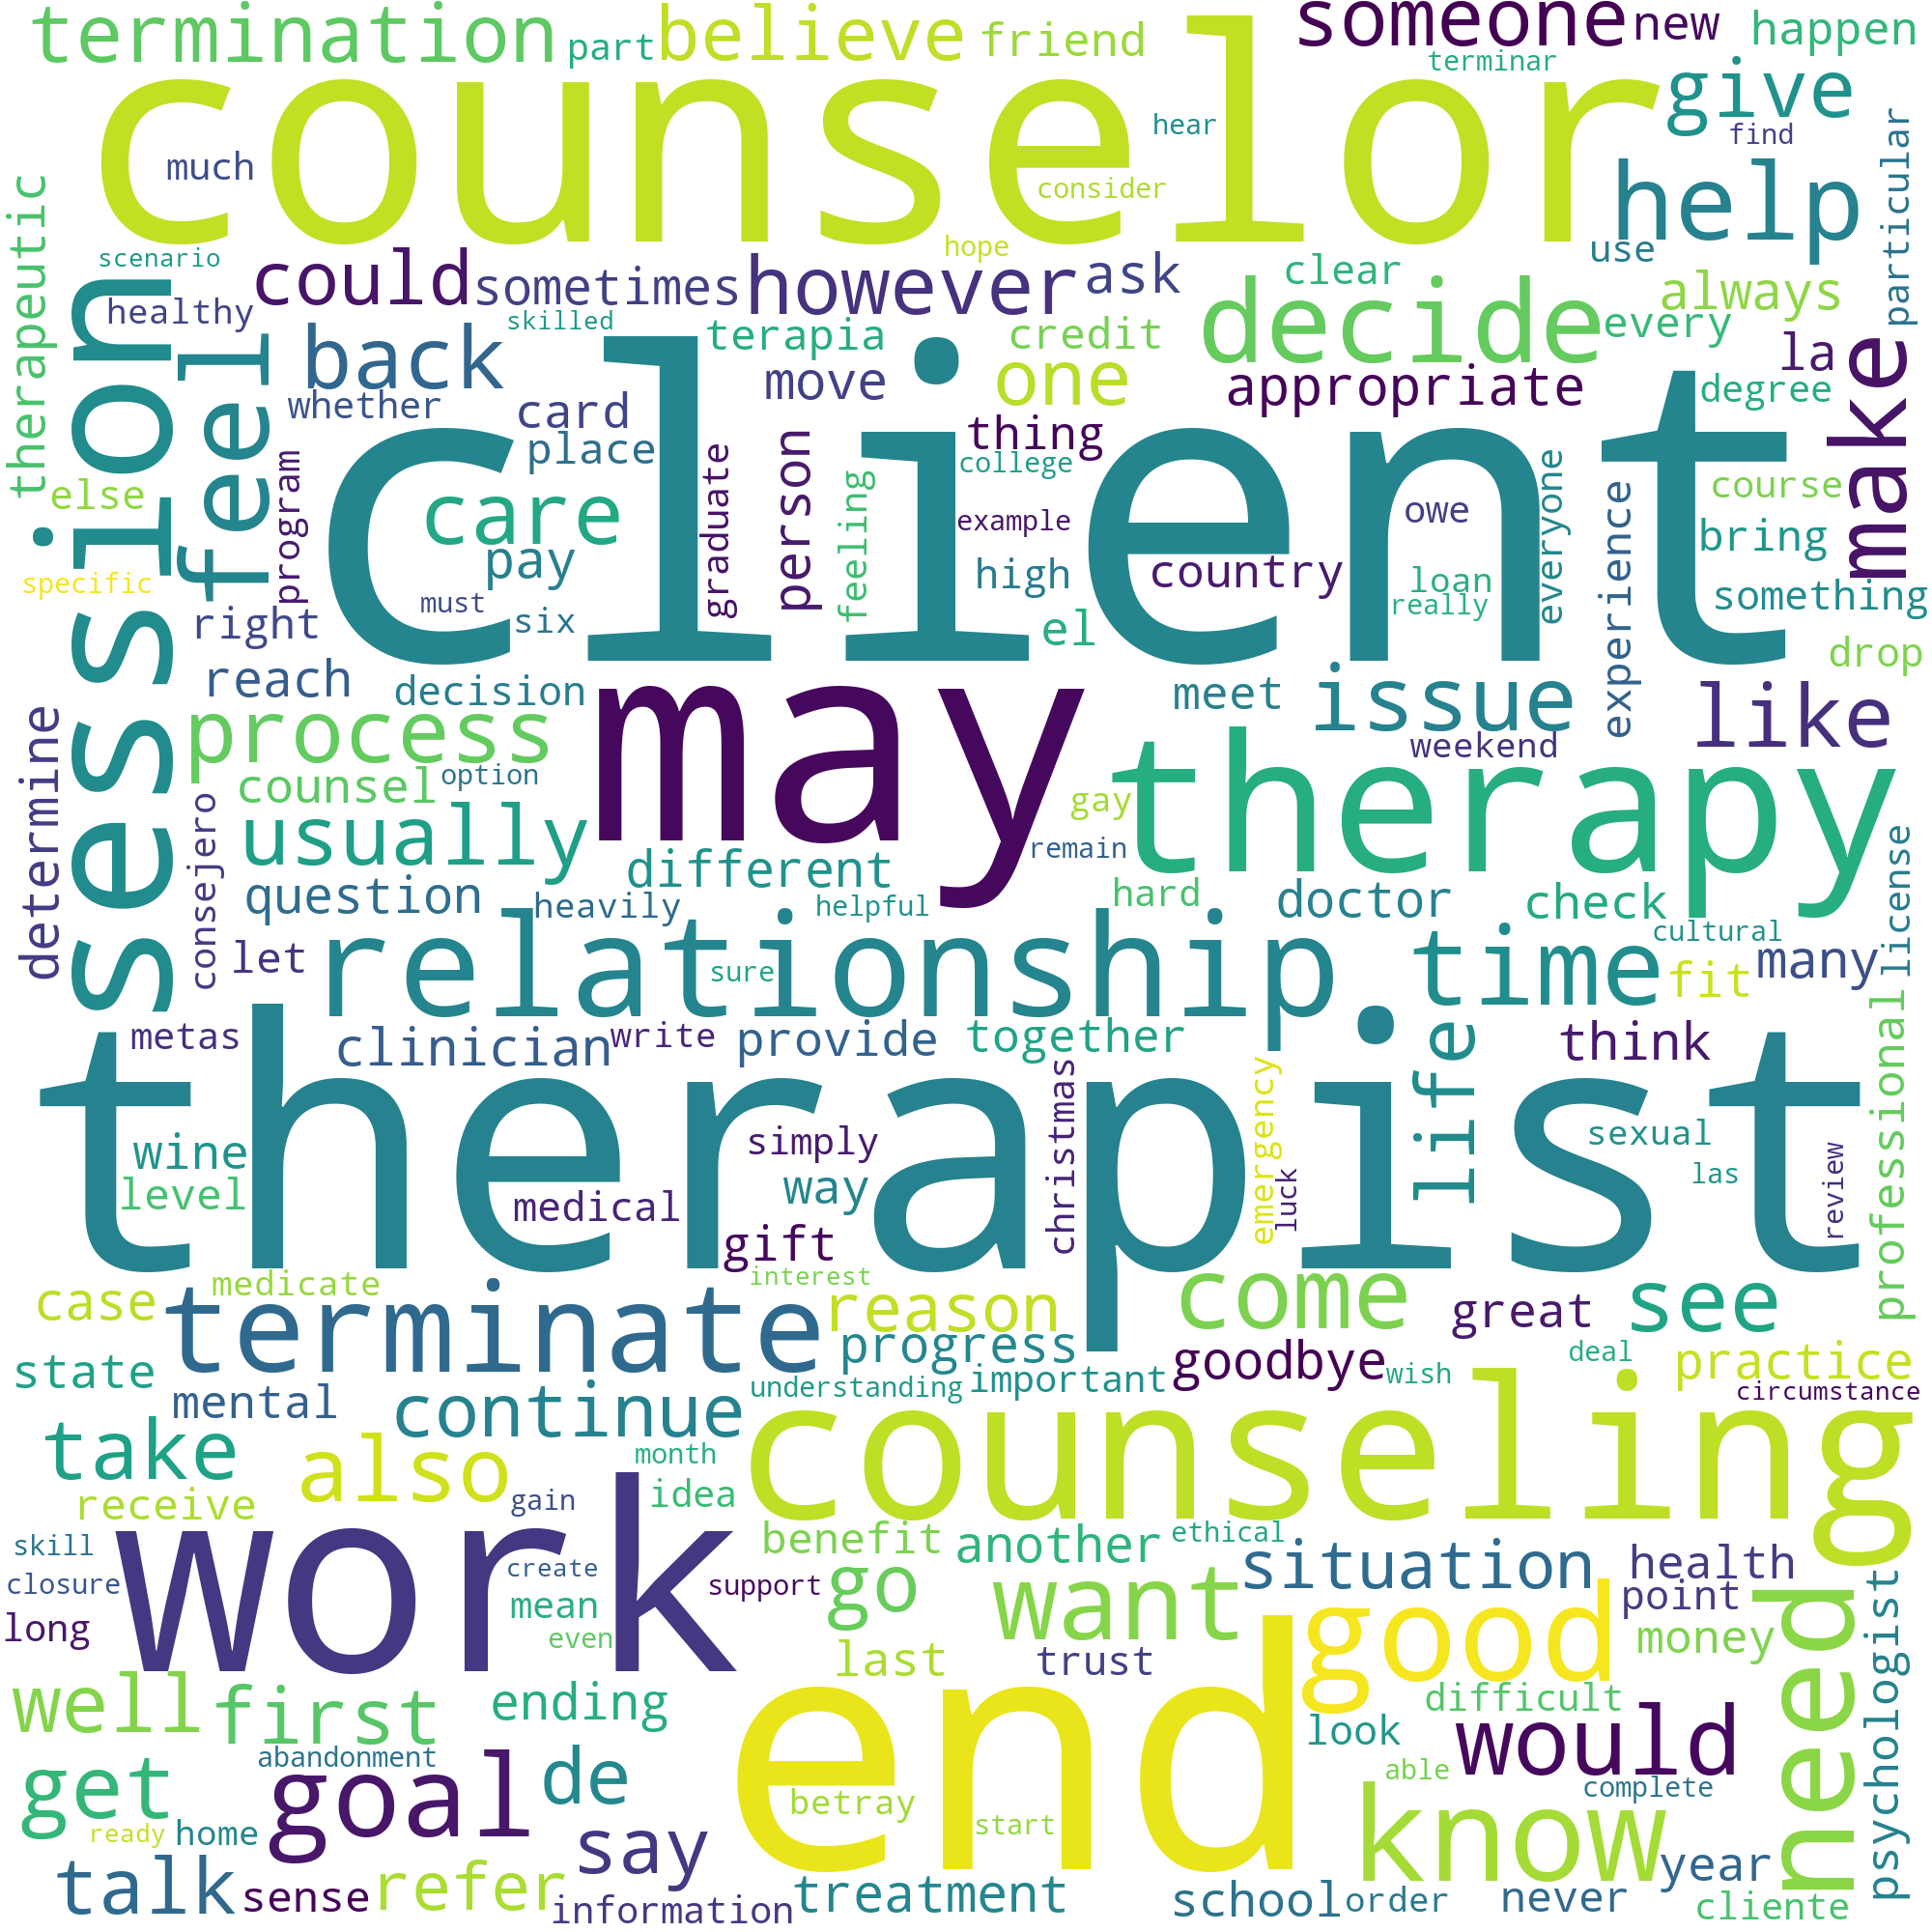 termination
part
believe
friend
someone
new
happen
terminar
counselor
give
hear
find
much
consider
help
particular
therapeutic
scenario
hope
use
healthy
could
sometimes
however
ask
clear
always
skilled
terapia
credit
decide
every
la
make
session
feel
back
client
move
one
appropriate
degree
whether
card
place
thing
else
program
care
graduate
person
feeling
college
example
owe
everyone
course
experience
bring
pay
high
country
loan
really
specific
must
something
right
six
el
drop
reach
decision
may
meet
issue
like
determine
process
therapy
weekend
counsel
option
gay
consejero
usually
remain
license
different
question
heavily
helpful
hard
doctor
check
let
relationship
sure
time
cultural
fit
many
professional
metas
clinician
write
provide
together
life
think
therapist
christmas
emergency
wine
simply
sexual
level
medical
way
luck
las
review
gift
medicate
interest
case
terminate
reason
come
great
see
progress
state
goodbye
deal
practice
mental
continue
understanding
important
wish
circumstance
counseling
take
also
month
receive
gain
idea
work
skill
benefit
another
ethical
situation
health
closure
create
support
go
want
good
point
need
psychologist
long
mean
even
last
trust
money
well
first
ending
end
difficult
abandonment
look
would
get
goal
de
betray
able
complete
ready
home
start
know
say
talk
sense
refer
information
treatment
school
order
never
year
cliente